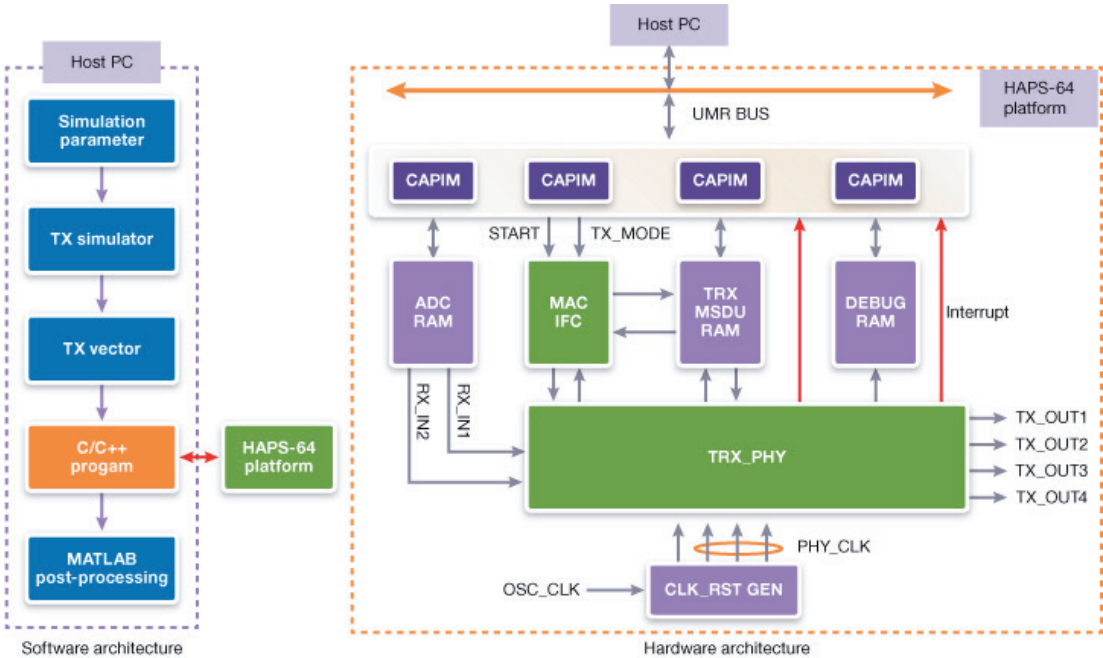 Host PC
Simulation
parameter
TX simulator
TX vector
C/C++
progam
HAPS-64
platform
MATLAB
post-processing
Software architecture
Host PC
HAPS-64
platform
UMR BUS
CAPIM
CAPIM
CAPIM
CAPIM
START
TX_MODE
ADC
RAM
MAC
IFC
TRX
MSDU
RAM
DEBUG
RAM
Interrupt
RX_IN2
RX_IN1
TRX_PHY
TX_OUT1
TX_OUT2
TX_OUT3
TX_OUT4
PHY_CLK
OSC_CLK
CLK_RST GEN
Hardware architecture